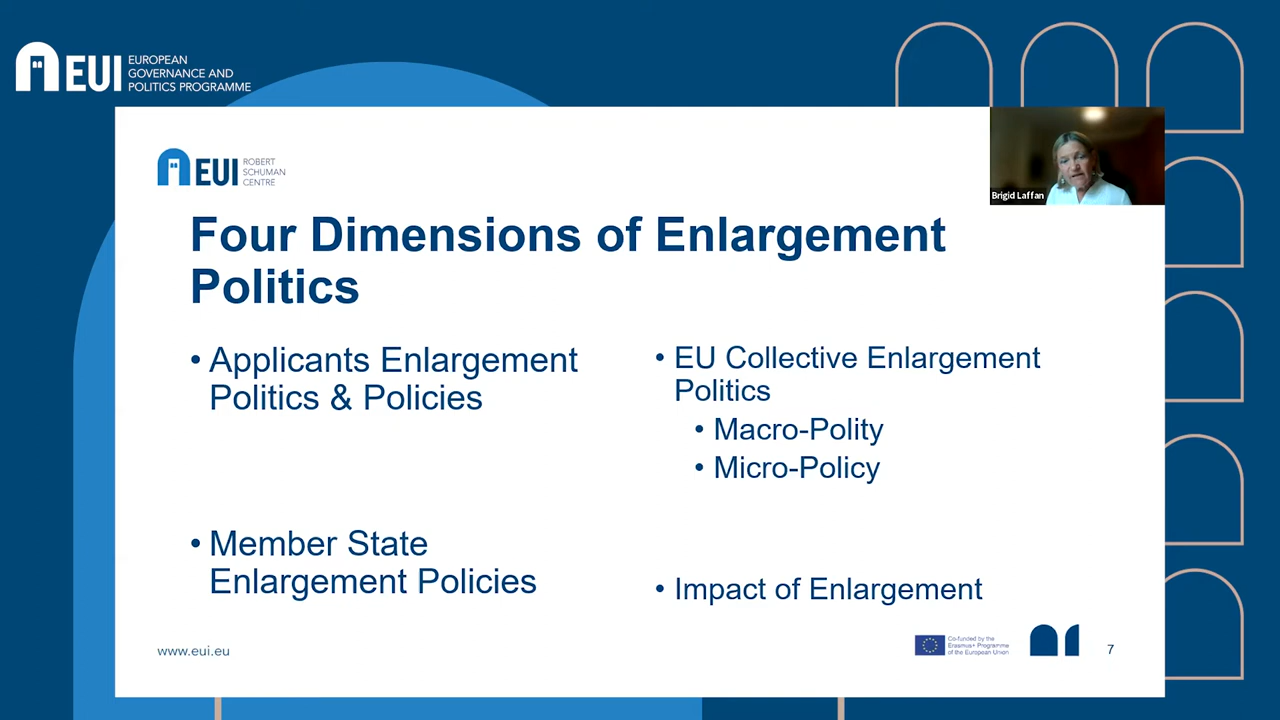 EUI
EUROPEAN
GOVERNANCE AND
POLITICS PROGRAMME
EUI
ROBERT
SCHUMAN
CENTRE
Brigid Laffan
Four Dimensions of Enlargement
Politics
• Applicants Enlargement
Politics & Policies
• Member State
Enlargement Policies
• EU Collective Enlargement
Politics
• Macro-Polity
• Micro-Policy
• Impact of Enlargement
www.eui.eu
Co-funded by the
Erasmus+ Programme
of the European Union
7